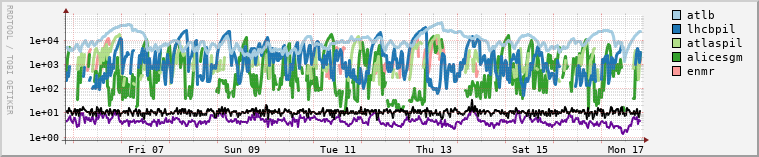 1e+04
1e+03
1e+02
1e+01
1e+00
Fri 07 Sun 09 Tue 11 Thu 13 Sat 15 Mon 17
atlb
lhcbpil
atlaspil
alicesgm
enmr
RRDTOOL / TOBI OETIKER